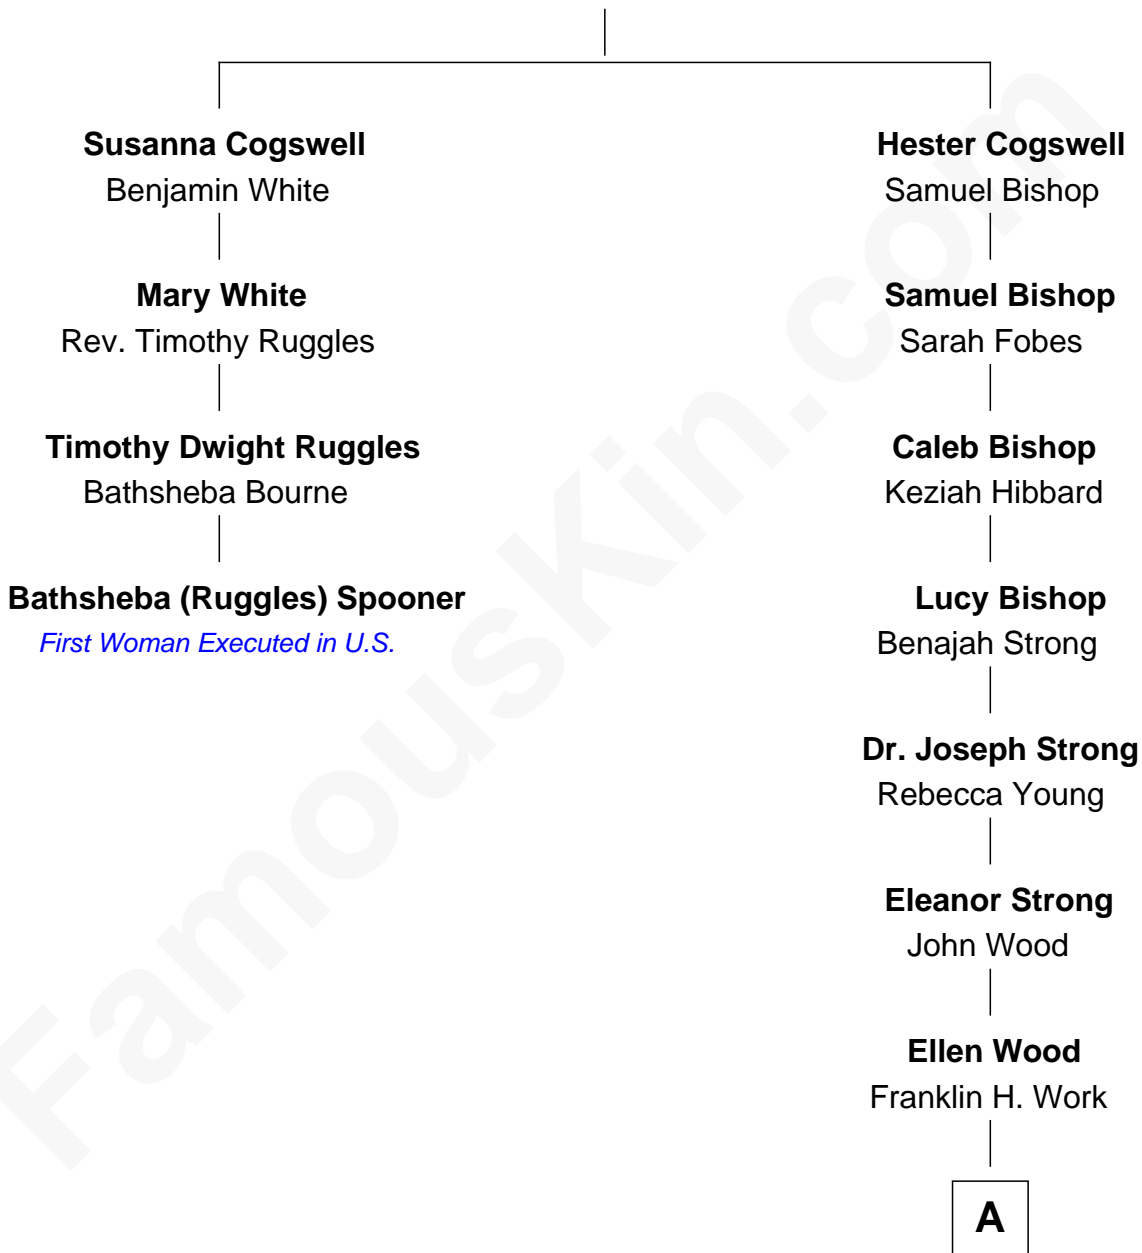 Susanna Cogswell
Benjamin White
Mary White
Rev. Timothy Ruggles
Timothy Dwight Ruggles
Bathsheba Bourne
Bathsheba (Ruggles) Spooner
First Woman Executed in U.S.
Hester Cogswell
Samuel Bishop
Samuel Bishop
Sarah Fobes
Caleb Bishop
Keziah Hibbard
Lucy Bishop
Benajah Strong
Dr. Joseph Strong
Rebecca Young
Eleanor Strong
John Wood
Ellen Wood
Franklin H. Work
A
FamousKin.com